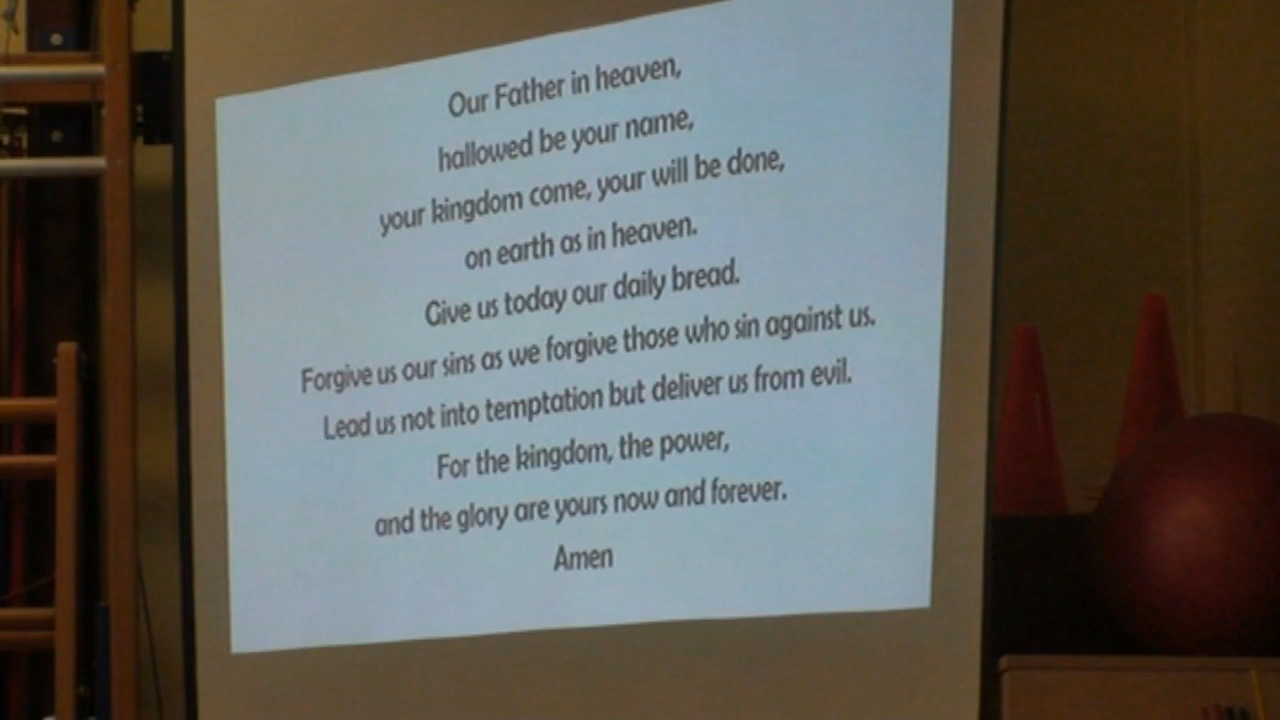 Our Father in heaven,
hallowed be your name,
your kingdom come, your will be done,
on earth as in heaven.
Give us today our daily bread.
Forgive us our sins as we forgive those who sin against us.
Lead us not into temptation but deliver us from evil.
For the kingdom, the power,
and the glory are yours now and forever.
Amen